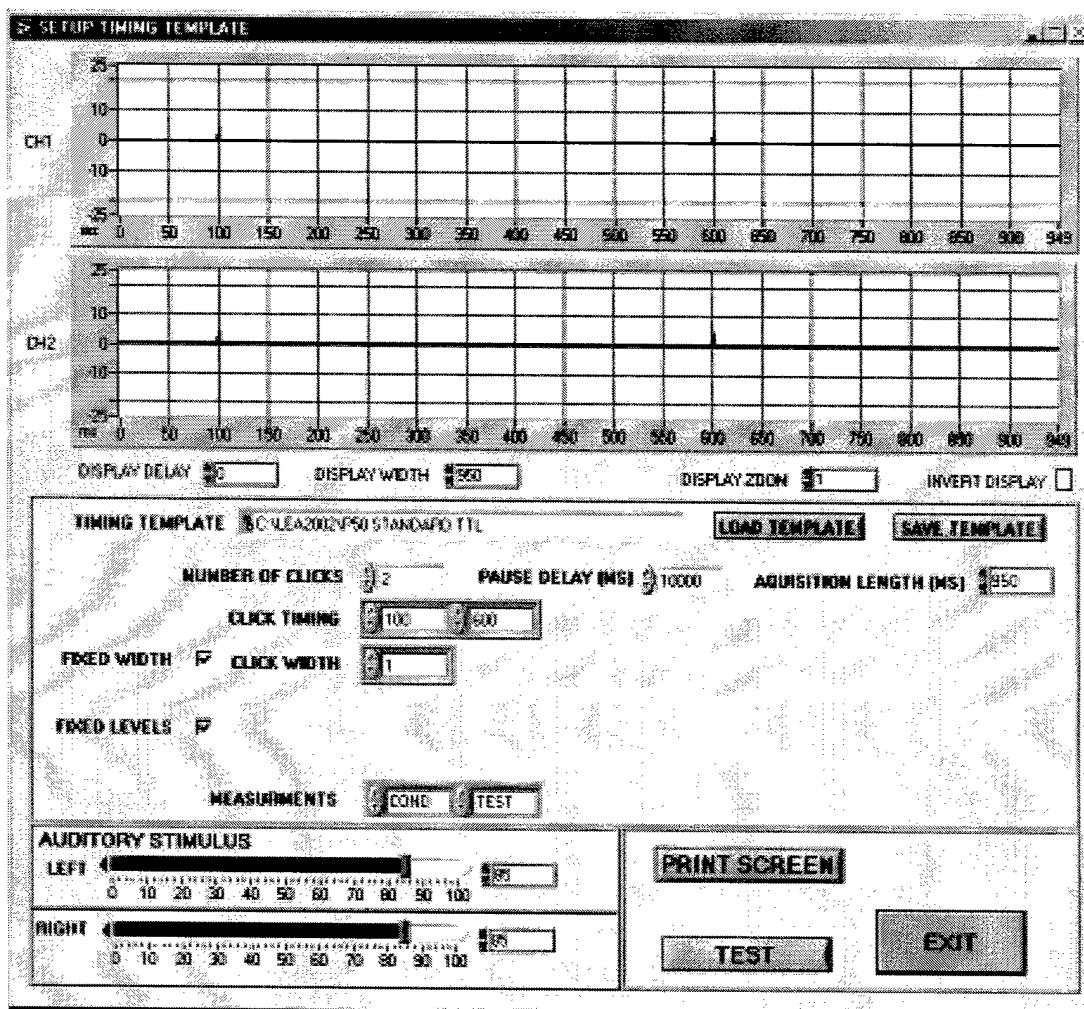 SETUP TIMING TEMPLATE
25
10
0
-10
-25
CH1
0 50 100 150 200 250 300 350 400 450 500 550 600 650 700 750 800 850 900 949
25
10
0
-10
-25
CH2
ms 0 50 100 150 200 250 300 350 400 450 500 550 600 650 700 750 800 850 900 949
DISPLAY DELAY 0 DISPLAY WIDTH 950 DISPLAY ZOOM 1 INVERT DISPLAY
TIMING TEMPLATE C:\LEA2002\P50 STANDARD.TTL LOAD TEMPLATE SAVE TEMPLATE
NUMBER OF CLICKS 2 PAUSE DELAY (MS) 10000 AQUISITION LENGTH (MS) 950
CLICK TIMING 100 600
FIXED WIDTH CLICK WIDTH 1
FIXED LEVELS
MEASURMENTS COND TEST
AUDITORY STIMULUS
LEFT
0 10 20 30 40 50 60 70 80 90 100
RIGHT
0 10 20 30 40 50 60 70 80 90 100
PRINT SCREEN
TEST
EXIT